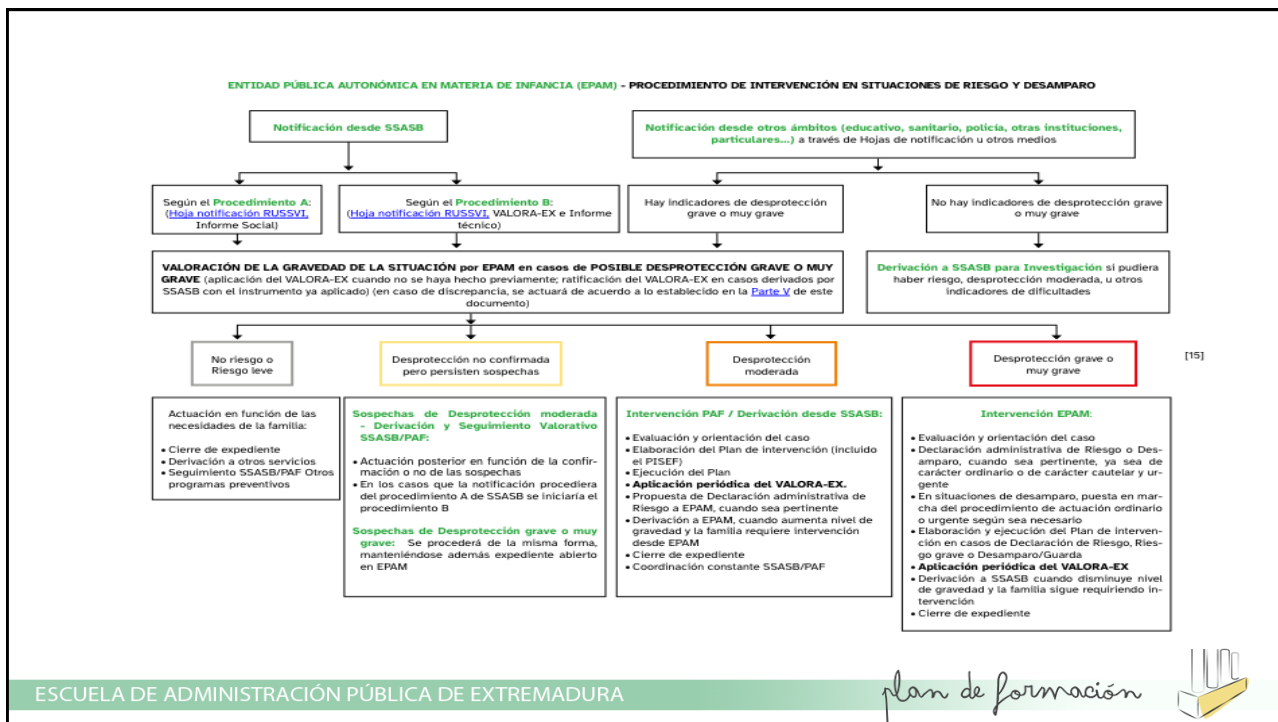 ENTIDAD PÚBLICA AUTONÓMICA EN MATERIA DE INFANCIA (EPAM) - PROCEDIMIENTO DE INTERVENCIÓN EN SITUACIONES DE RIESGO Y DESAMPARO
Notificación desde SSASB
Notificación desde otros ámbitos (educativo, sanitario, policía, otras instituciones,
particulares...) a través de Hojas de notificación u otros medios
Según el Procedimiento A:
(Hoja notificación RUSSVI,
Informe Social)
Según el Procedimiento B:
(Hoja notificación RUSSVI, VALORA-EX e Informe
técnico)
Hay indicadores de desprotección
grave o muy grave
No hay indicadores de desprotección grave
o muy grave
VALORACIÓN DE LA GRAVEDAD DE LA SITUACIÓN por EPAM en casos de POSIBLE DESPROTECCIÓN GRAVE O MUY
GRAVE (aplicación del VALORA-EX cuando no se haya hecho previamente; ratificación del VALORA-EX en casos derivados por
SSASB con el instrumento ya aplicado) (en caso de discrepancia, se actuará de acuerdo a lo establecido en la Parte V de este
documento)
Derivación a SSASB para Investigación si pudiera
haber riesgo, desprotección moderada, u otros
indicadores de dificultades
No riesgo o
Riesgo leve
Desprotección no confirmada
pero persisten sospechas
Desprotección
moderada
Desprotección grave o
muy grave
[15]
Actuación en función de las
necesidades de la familia:
• Cierre de expediente
• Derivación a otros servicios
• Seguimiento SSASB/PAF Otros
programas preventivos
Sospechas de Desprotección moderada
- Derivación y Seguimiento Valorativo
SSASB/PAF:
• Actuación posterior en función de la confir-
mación o no de las sospechas
• En los casos que la notificación procediera
del procedimiento A de SSASB se iniciaría el
procedimiento B
Sospechas de Desprotección grave o muy
grave: Se procederá de la misma forma,
manteniéndose además expediente abierto
en EPAM
Intervención PAF / Derivación desde SSASB:
• Evaluación y orientación del caso
• Elaboración del Plan de intervención (incluido
el PISEF)
• Ejecución del Plan
• Aplicación periódica del VALORA-EX.
• Propuesta de Declaración administrativa de
Riesgo a EPAM, cuando sea pertinente
• Derivación a EPAM, cuando aumenta nivel de
gravedad y la familia requiere intervención
desde EPAM
• Cierre de expediente
• Coordinación constante SSASB/PAF
Intervención EPAM:
• Evaluación y orientación del caso
• Declaración administrativa de Riesgo o Des-
amparo, cuando sea pertinente, ya sea de
carácter ordinario o de carácter cautelar y ur-
gente
• En situaciones de desamparo, puesta en mar-
cha del procedimiento de actuación ordinario
o urgente según sea necesario
• Elaboración y ejecución del Plan de interven-
ción en casos de Declaración de Riesgo, Ries-
go grave o Desamparo/Guarda
• Aplicación periódica del VALORA-EX
• Derivación a SSASB cuando disminuye nivel
de gravedad y la familia sigue requiriendo in-
tervención
• Cierre de expediente
ESCUELA DE ADMINISTRACIÓN PÚBLICA DE EXTREMADURA
plan de formación